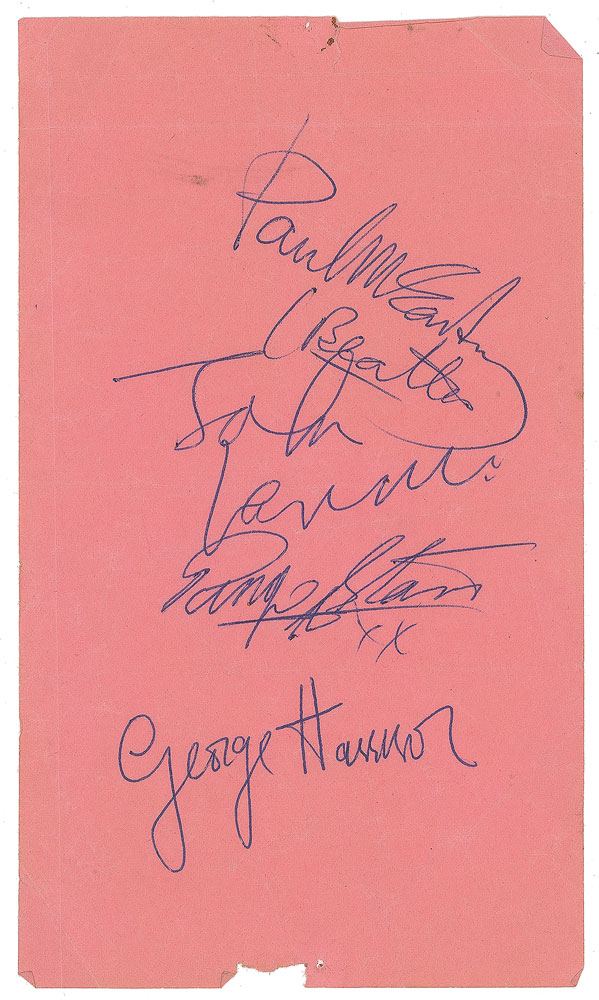 Paul McCartney
(Beatles)
John
Lennon
Ringo Starr
xx
George Harrison